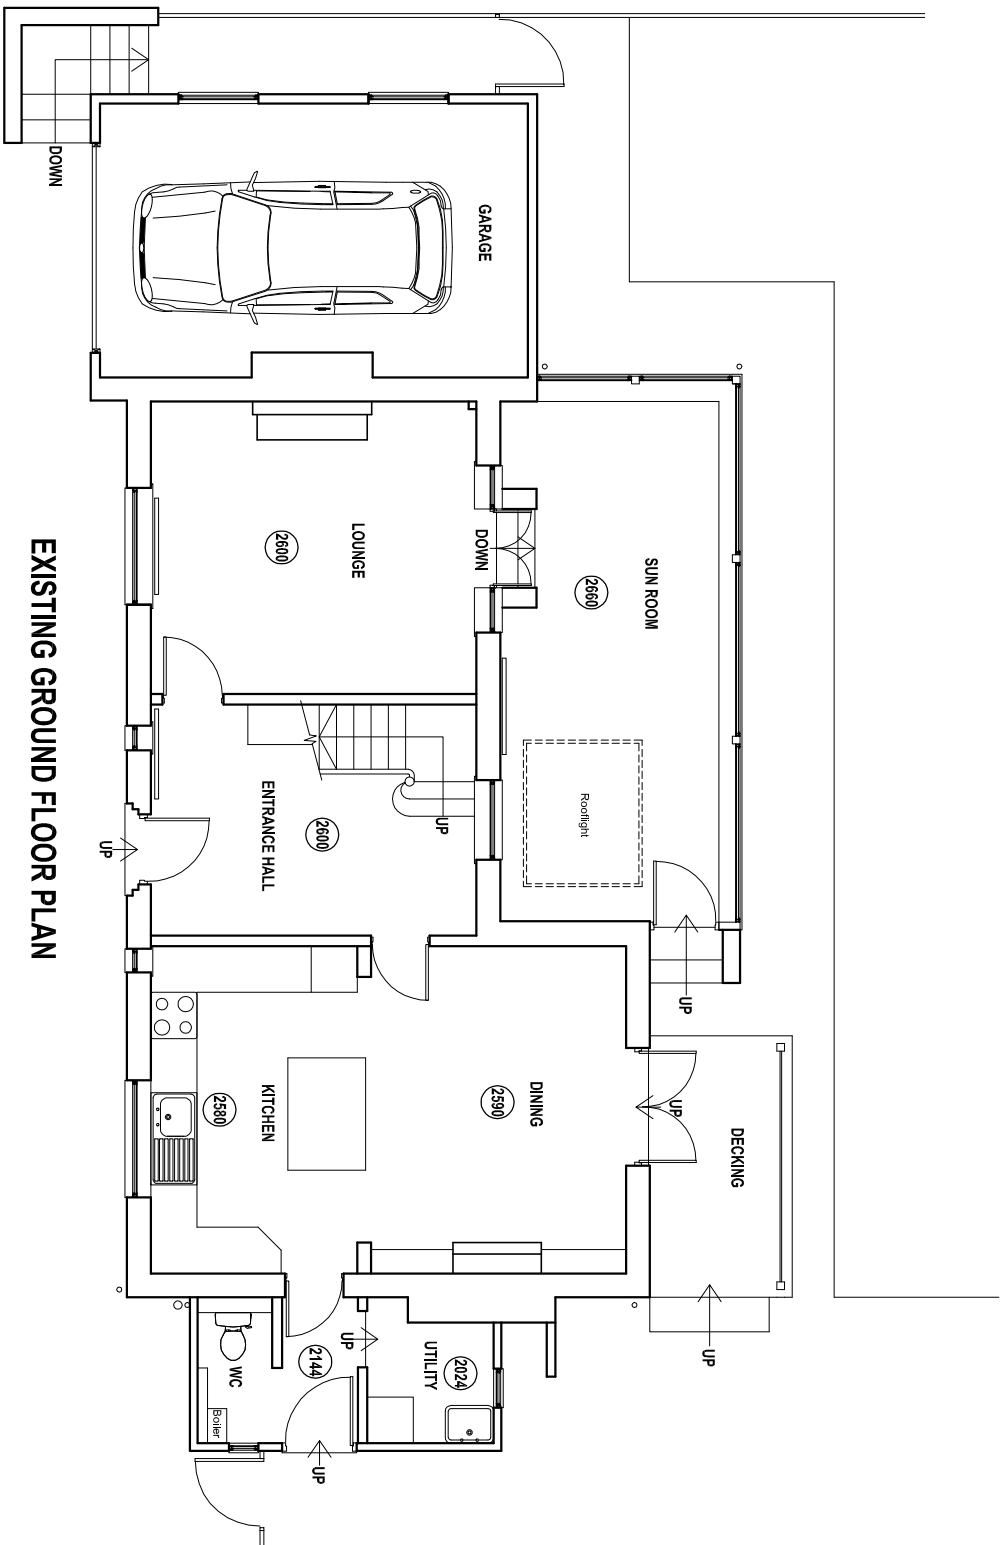 DECKING
UP
UP
UP
SUN ROOM
2660
Rooflight
DINING
2590
GARAGE
DOWN
UP
UTILITY
2024
UP
LOUNGE
2600
ENTRANCE HALL
2600
KITCHEN
2580
2144
UP
WC
Boiler
DOWN
UP
EXISTING GROUND FLOOR PLAN